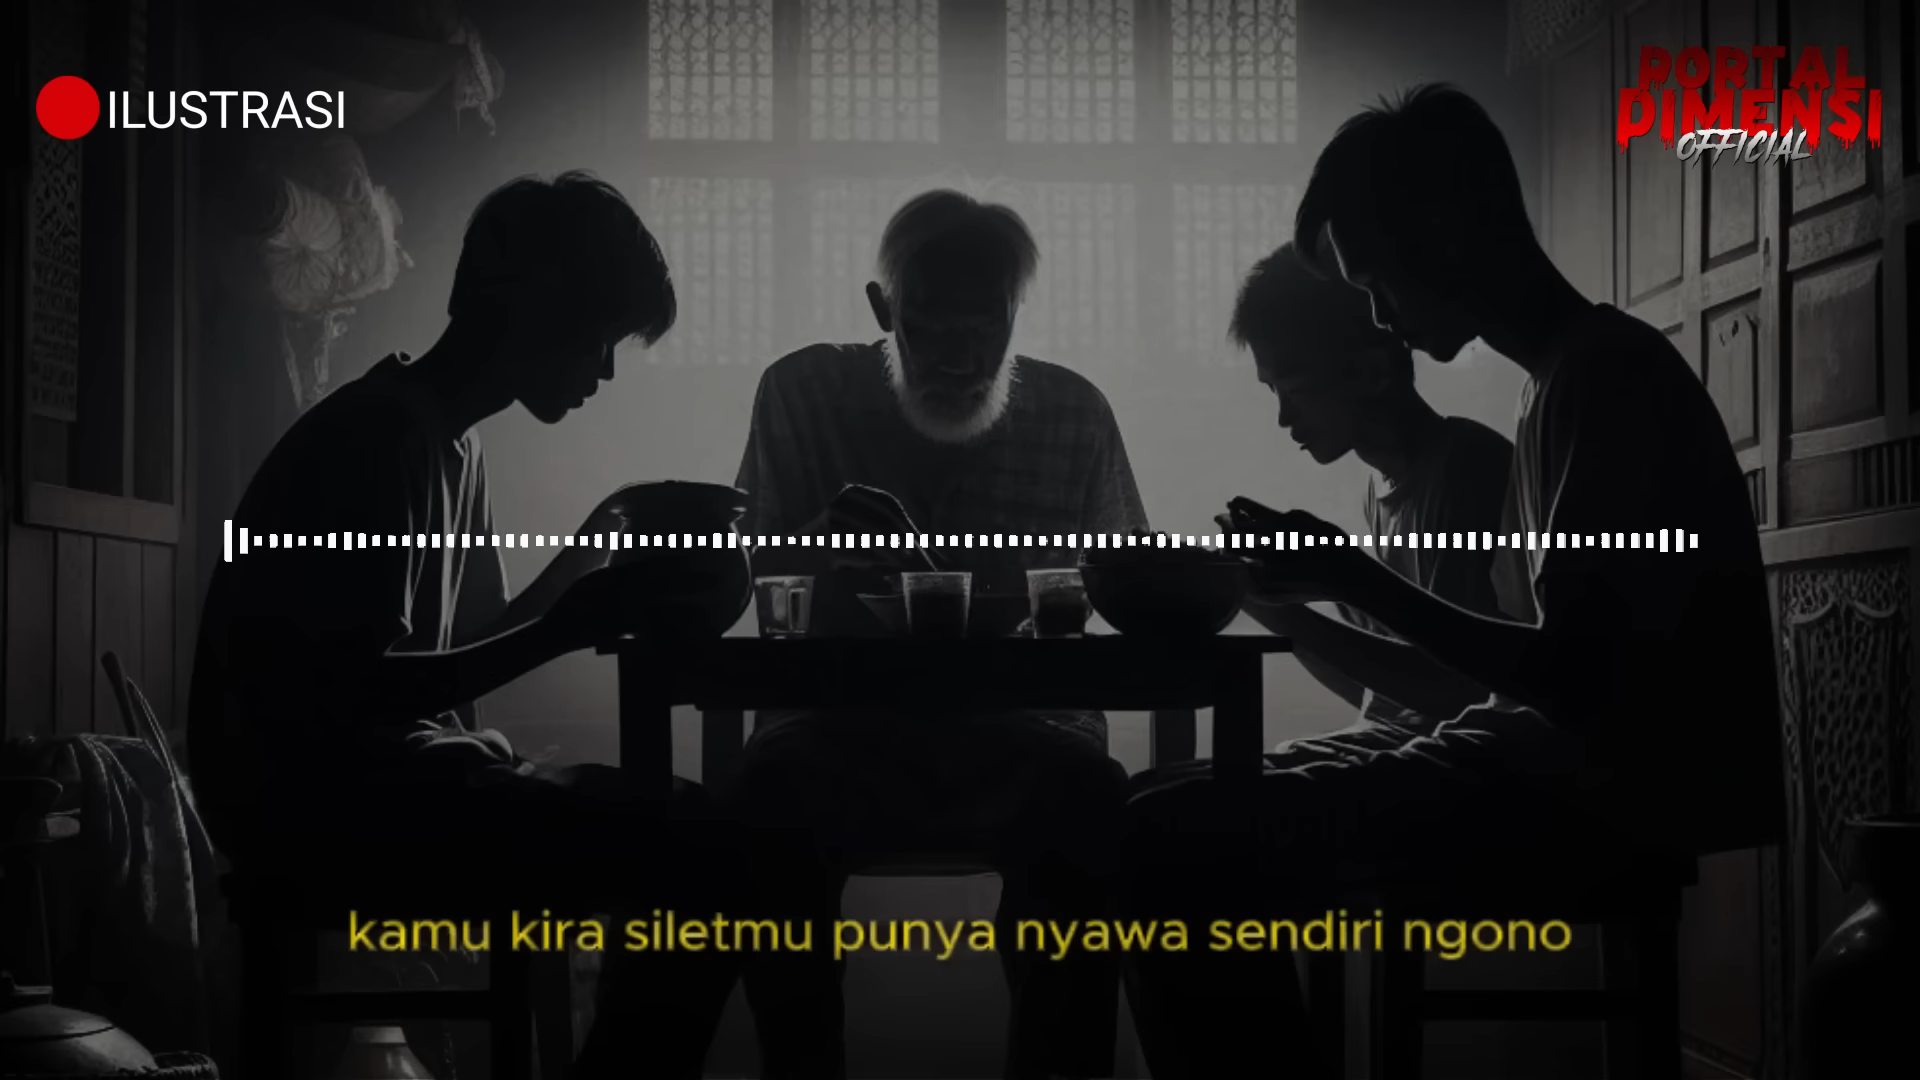 ILUSTRASI
PORTAL
DIMENSI
OFFICIAL
kamu kira siletmu punya nyawa sendiri ngono